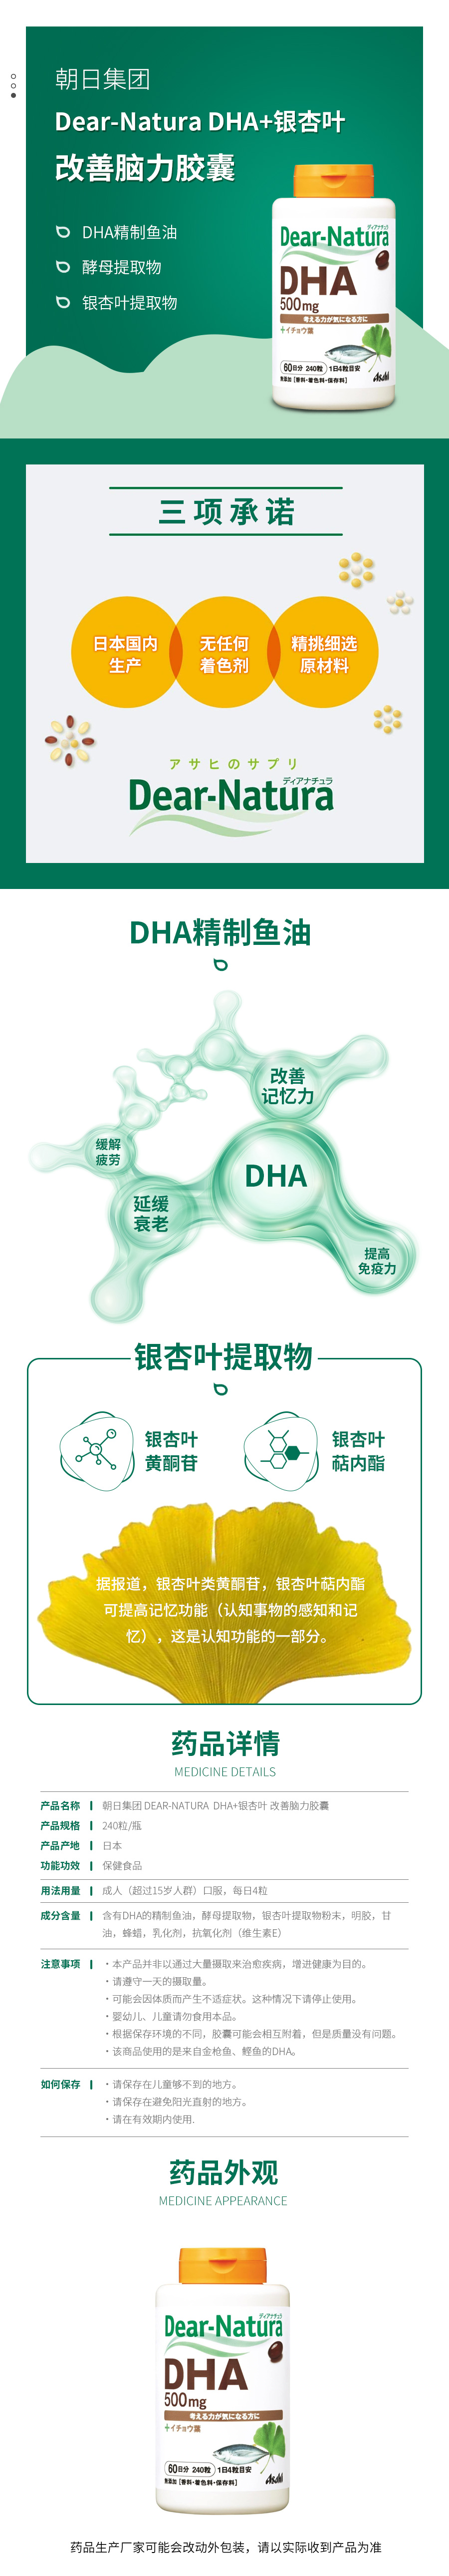 朝日集团
Dear-Natura DHA+银杏叶
改善脑力胶囊
DHA精制鱼油
酵母提取物
银杏叶提取物
ディアナチュラ
Dear-Natura
DHA
500mg
考える力が気になる方に
+イチョウ葉
60日分 240粒 1日4粒目安
無添加［香料・着色料・保存料］
Asahi
三项承诺
日本国内
生产
无任何
着色剂
精挑细选
原材料
アサヒのサプリ
ディアナチュラ
Dear-Natura
DHA精制鱼油
改善
记忆力
缓解
疲劳
DHA
延缓
衰老
提高
免疫力
银杏叶提取物
银杏叶
黄酮苷
银杏叶
萜内酯
据报道，银杏叶类黄酮苷，银杏叶萜内酯
可提高记忆功能（认知事物的感知和记
忆），这是认知功能的一部分。
药品详情
MEDICINE DETAILS
产品名称 朝日集团 DEAR-NATURA DHA+银杏叶 改善脑力胶囊
产品规格 240粒/瓶
产品产地 日本
功能功效 保健食品
用法用量 成人（超过15岁人群）口服，每日4粒
成分含量 含有DHA的精制鱼油，酵母提取物，银杏叶提取物粉末，明胶，甘
油，蜂蜡，乳化剂，抗氧化剂（维生素E）
注意事项 ・本产品并非以通过大量摄取来治愈疾病，增进健康为目的。
・请遵守一天的摄取量。
・可能会因体质而产生不适症状。这种情况下请停止使用。
・婴幼儿、儿童请勿食用本品。
・根据保存环境的不同，胶囊可能会相互附着，但是质量没有问题。
・该商品使用的是来自金枪鱼、鲣鱼的DHA。
如何保存 ・请保存在儿童够不到的地方。
・请保存在避免阳光直射的地方。
・请在有效期内使用.
药品外观
MEDICINE APPEARANCE
ディアナチュラ
Dear-Natura
DHA
500mg
考える力が気になる方に
+イチョウ葉
60日分 240粒 1日4粒目安
無添加［香料・着色料・保存料］
Asahi
药品生产厂家可能会改动外包装，请以实际收到产品为准